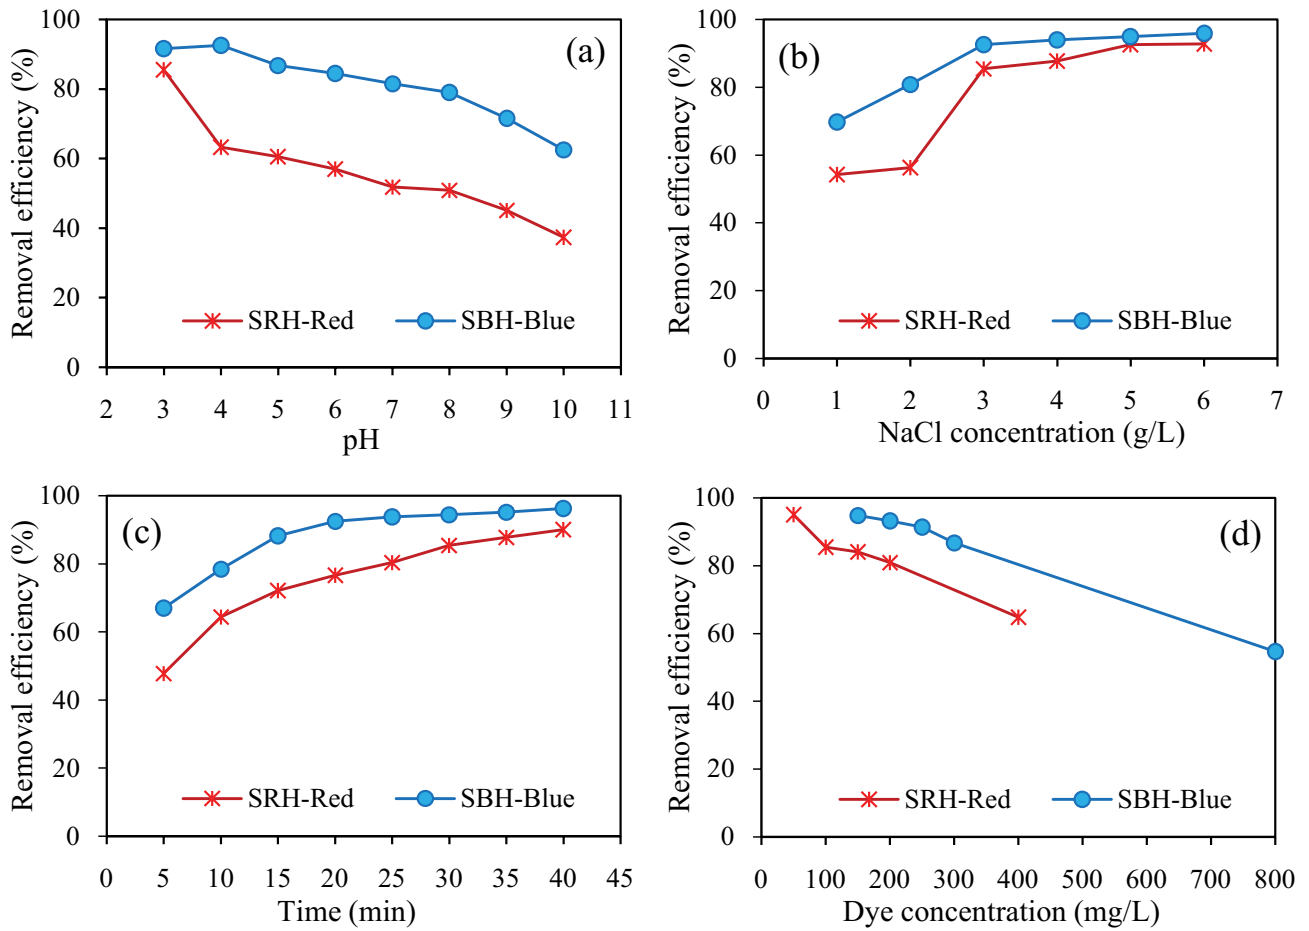 (a)
Removal efficiency (%)
100
80
60
40
20
0
SRH-Red SBH-Blue
2 3 4 5 6 7 8 9 10 11
pH
(b)
Removal efficiency (%)
100
80
60
40
20
0
SRH-Red SBH-Blue
0 1 2 3 4 5 6 7
NaCl concentration (g/L)
(c)
Removal efficiency (%)
100
80
60
40
20
0
SRH-Red SBH-Blue
0 5 10 15 20 25 30 35 40 45
Time (min)
(d)
Removal efficiency (%)
100
80
60
40
20
0
SRH-Red SBH-Blue
0 100 200 300 400 500 600 700 800
Dye concentration (mg/L)